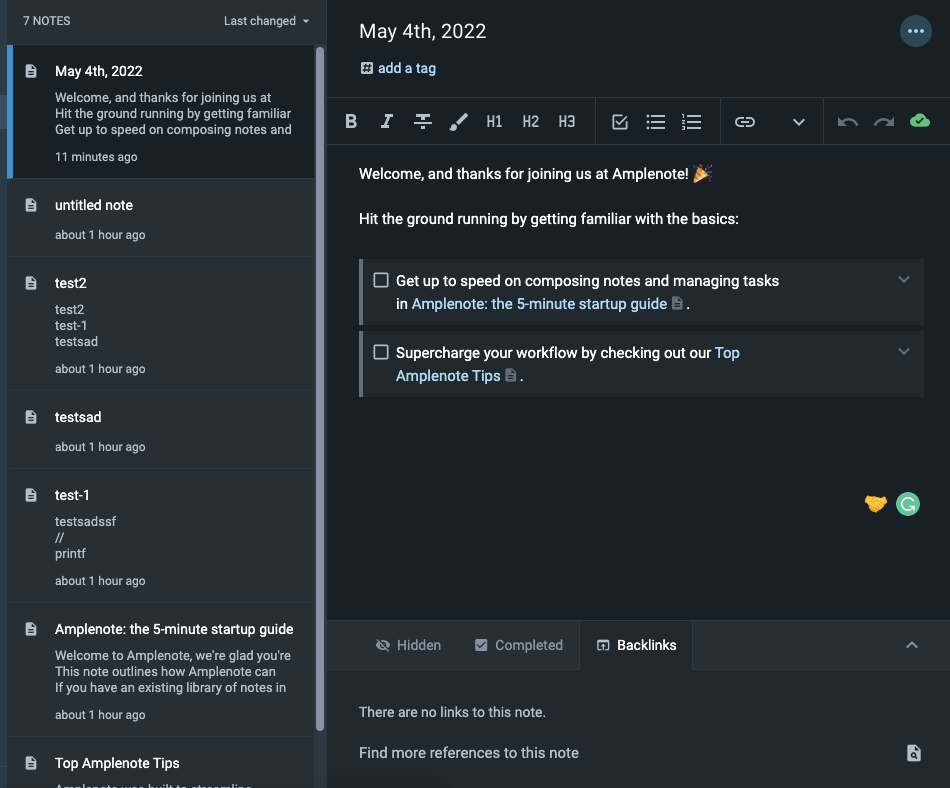 7 NOTES
Last changed
May 4th, 2022
Welcome, and thanks for joining us at
Hit the ground running by getting familiar
Get up to speed on composing notes and
11 minutes ago
untitled note
about 1 hour ago
test2
test2
test-1
testsad
about 1 hour ago
testsad
about 1 hour ago
test-1
testsadssf
//
printf
about 1 hour ago
Amplenote: the 5-minute startup guide
Welcome to Amplenote, we're glad you're
This note outlines how Amplenote can
If you have an existing library of notes in
about 1 hour ago
Top Amplenote Tips
Amplenote was built to streamline
May 4th, 2022
add a tag
B I H1 H2 H3
Welcome, and thanks for joining us at Amplenote! 🎉
Hit the ground running by getting familiar with the basics:
Get up to speed on composing notes and managing tasks
in Amplenote: the 5-minute startup guide .
Supercharge your workflow by checking out our Top
Amplenote Tips .
Hidden
Completed
Backlinks
There are no links to this note.
Find more references to this note